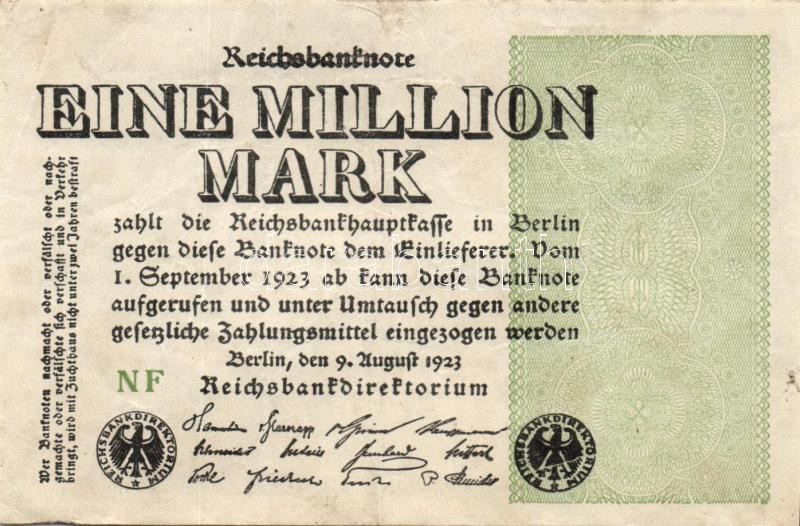 Reichsbanknote
EINE MILLION
MARK
zahlt die Reichsbankhauptkasse in Berlin
gegen diese Banknote dem Einlieferer. Vom
1. September 1923 ab kann diese Banknote
aufgerufen und unter Umtausch gegen andere
gesetzliche Zahlungsmittel eingezogen werden
Berlin, den 9. August 1923
NF
Reichsbankdirektorium
Wer Banknoten nachmacht oder verfälscht oder nach-
gemachte oder verfälschte sich verschafft und in Verkehr
bringt, wird mit Zuchthaus nicht unter zwei Jahren bestraft
REICHSBANKDIREKTORIUM
REICHSBANKDIREKTORIUM